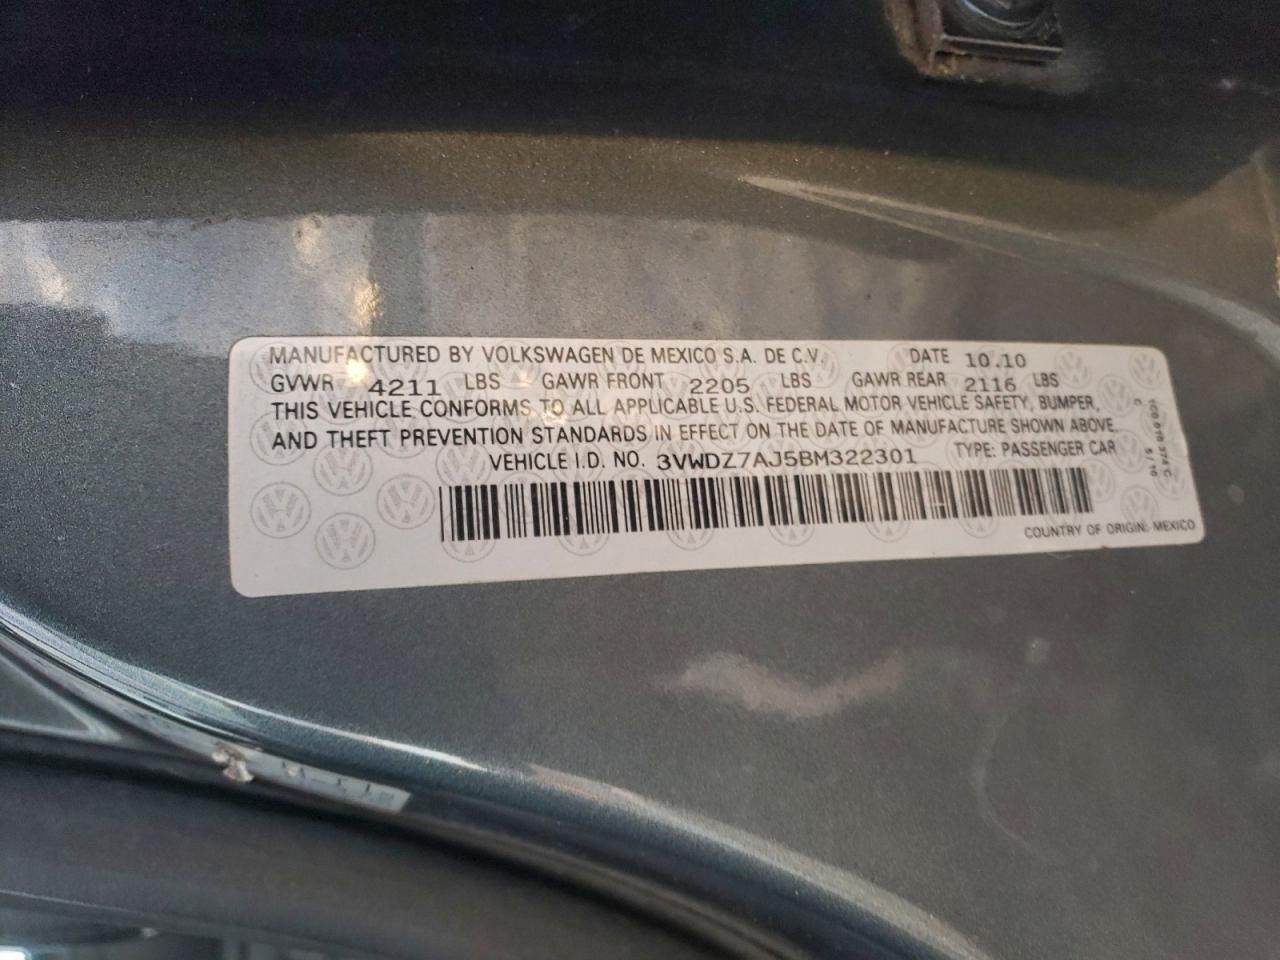 MANUFACTURED BY VOLKSWAGEN DE MEXICO S.A. DE C.V. DATE 10.10
GVWR 4211 LBS GAWR FRONT 2205 LBS GAWR REAR 2116 LBS
THIS VEHICLE CONFORMS TO ALL APPLICABLE U.S. FEDERAL MOTOR VEHICLE SAFETY, BUMPER,
AND THEFT PREVENTION STANDARDS IN EFFECT ON THE DATE OF MANUFACTURE SHOWN ABOVE.
VEHICLE I.D. NO. 3VWDZ7AJ5BM322301 TYPE: PASSENGER CAR
COUNTRY OF ORIGIN: MEXICO